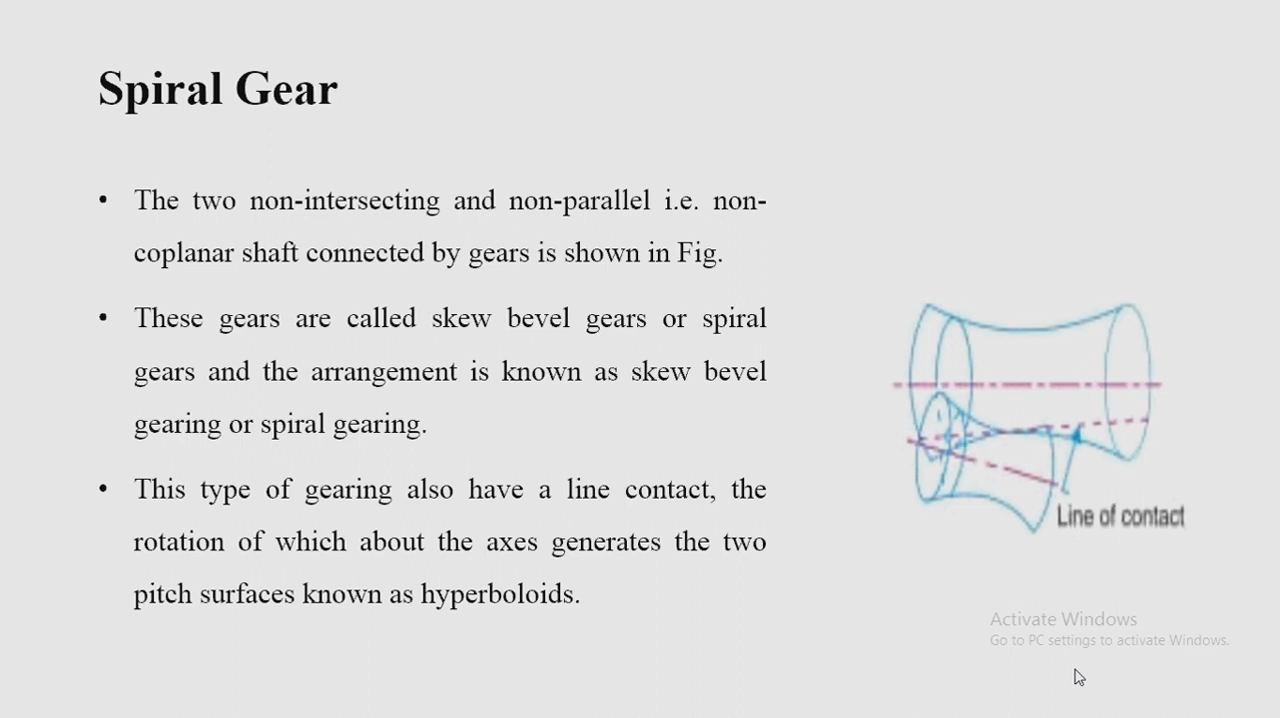 Spiral Gear
• The two non-intersecting and non-parallel i.e. non-
coplanar shaft connected by gears is shown in Fig.
• These gears are called skew bevel gears or spiral
gears and the arrangement is known as skew bevel
gearing or spiral gearing.
• This type of gearing also have a line contact, the
rotation of which about the axes generates the two
pitch surfaces known as hyperboloids.
Line of contact
Activate Windows
Go to PC settings to activate Windows.